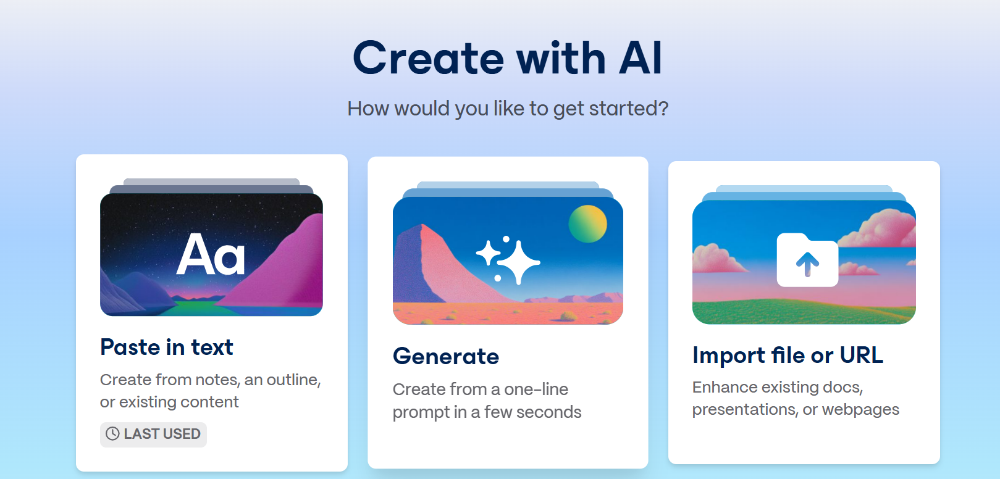 Create with AI
How would you like to get started?
Aa
Paste in text
Create from notes, an outline,
or existing content
LAST USED
Generate
Create from a one-line
prompt in a few seconds
Import file or URL
Enhance existing docs,
presentations, or webpages